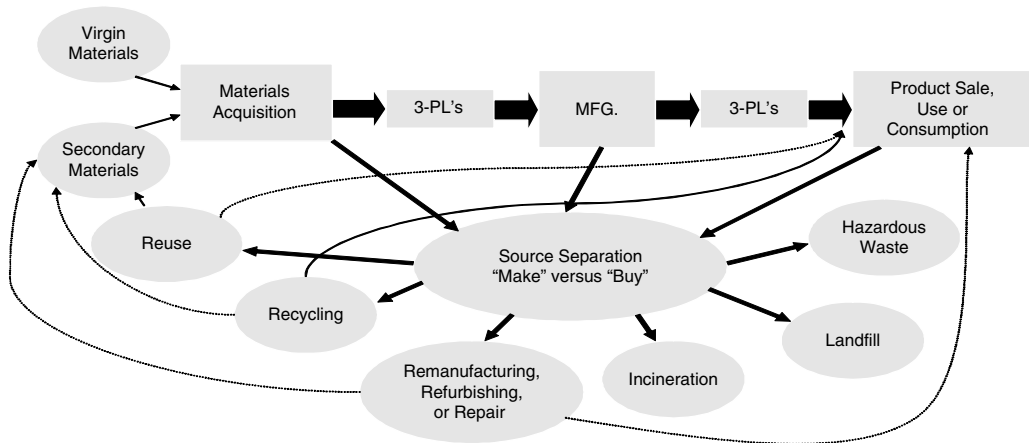 Virgin
Materials
Materials
Acquisition
3-PL's
MFG.
3-PL's
Product Sale,
Use or
Consumption
Secondary
Materials
Reuse
Source Separation
“Make” versus “Buy”
Hazardous
Waste
Recycling
Landfill
Remanufacturing,
Refurbishing,
or Repair
Incineration